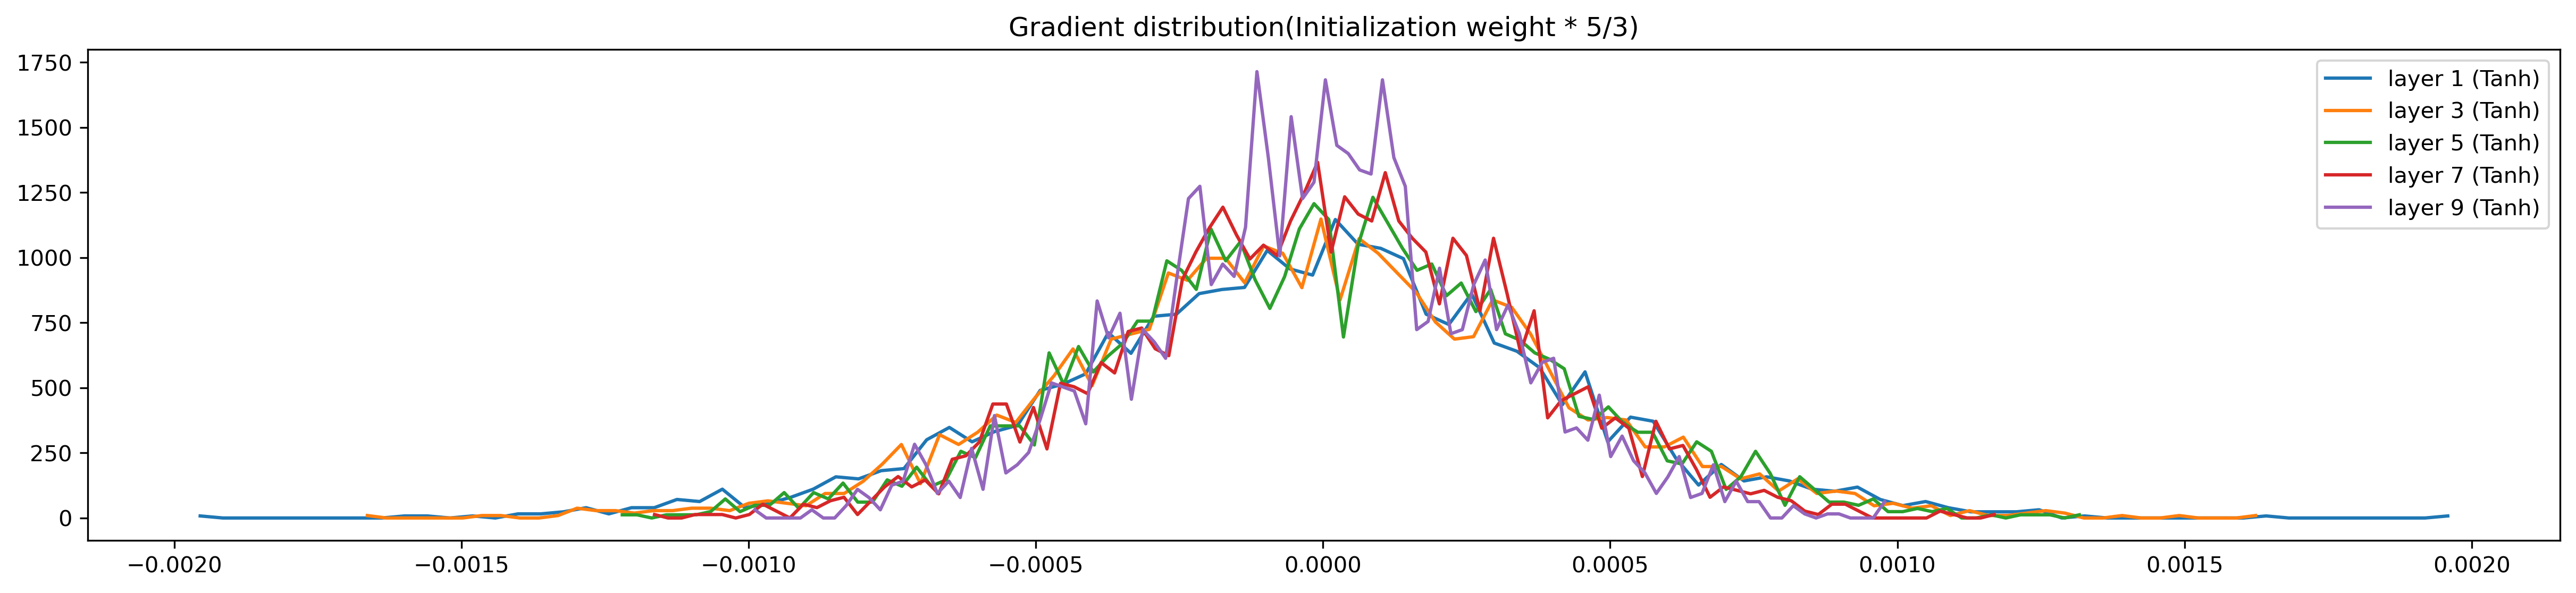 Gradient distribution(Initialization weight * 5/3)
1750
1500
1250
1000
750
500
250
0
−0.0020 −0.0015 −0.0010 −0.0005 0.0000 0.0005 0.0010 0.0015 0.0020
layer 1 (Tanh)
layer 3 (Tanh)
layer 5 (Tanh)
layer 7 (Tanh)
layer 9 (Tanh)